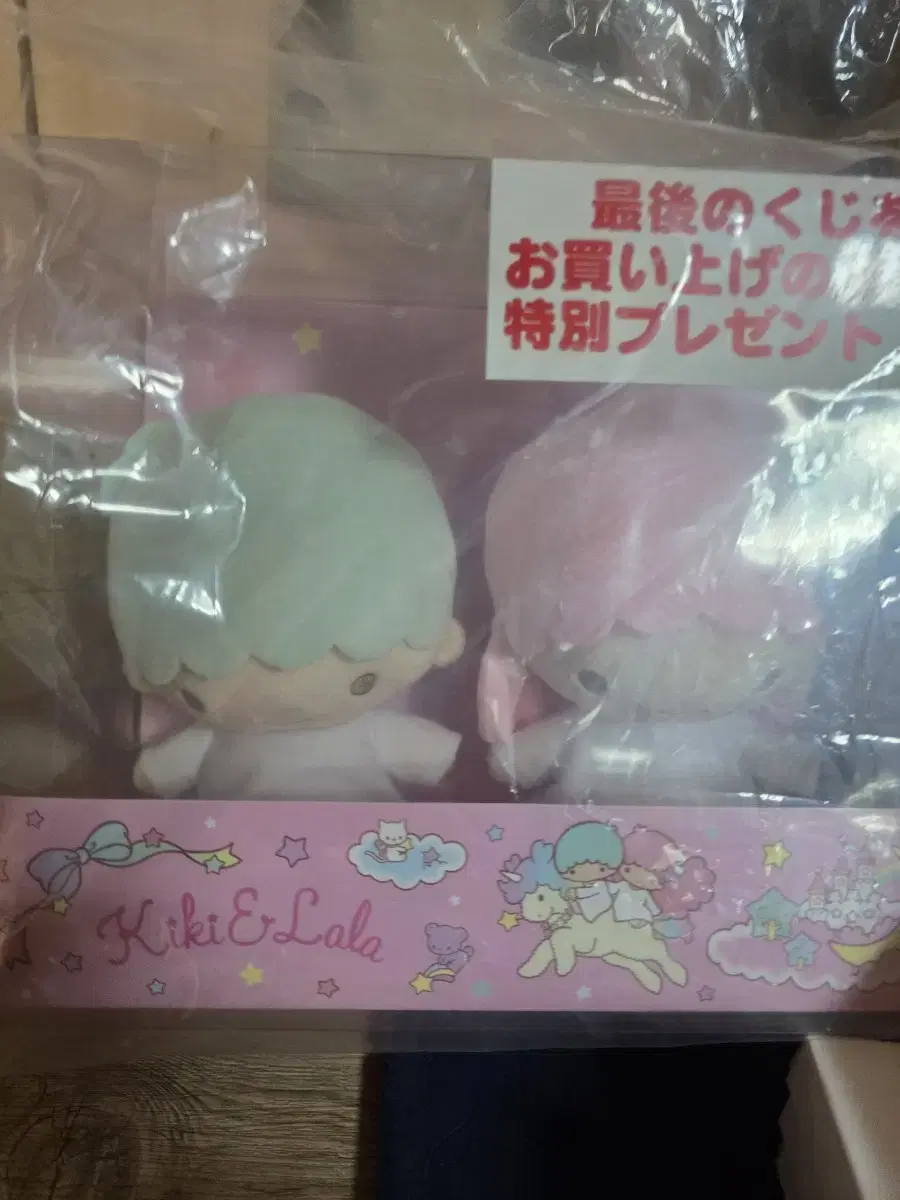 最後のくじを
お買い上げの
特別プレゼント
Kiki&Lala